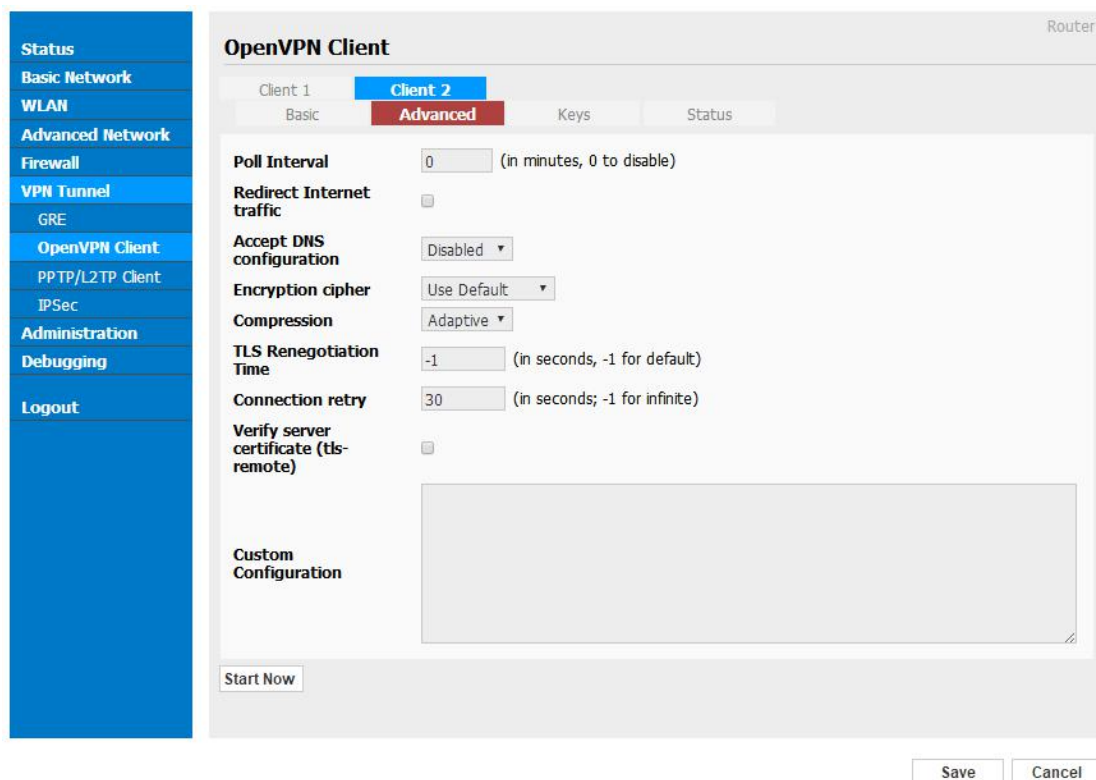 Router
Status
Basic Network
WLAN
Advanced Network
Firewall
VPN Tunnel
GRE
OpenVPN Client
PPTP/L2TP Client
IPSec
Administration
Debugging
Logout
OpenVPN Client
Client 1 Client 2
Basic Advanced Keys Status
Poll Interval 0 (in minutes, 0 to disable)
Redirect Internet
traffic
Accept DNS
configuration Disabled
Encryption cipher Use Default
Compression Adaptive
TLS Renegotiation
Time -1 (in seconds, -1 for default)
Connection retry 30 (in seconds; -1 for infinite)
Verify server
certificate (tls-
remote)
Custom
Configuration
Start Now
Save Cancel